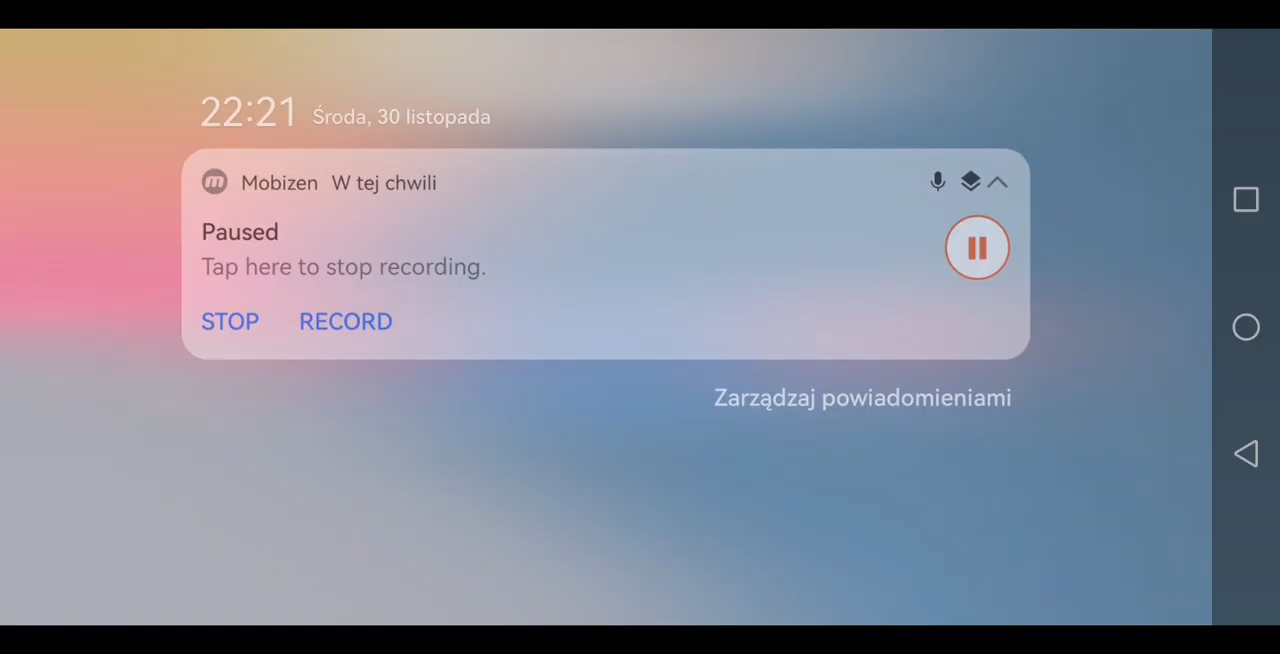 22:21 Środa, 30 listopada
Mobizen W tej chwili
Paused
Tap here to stop recording.
STOP RECORD
Zarządzaj powiadomieniami